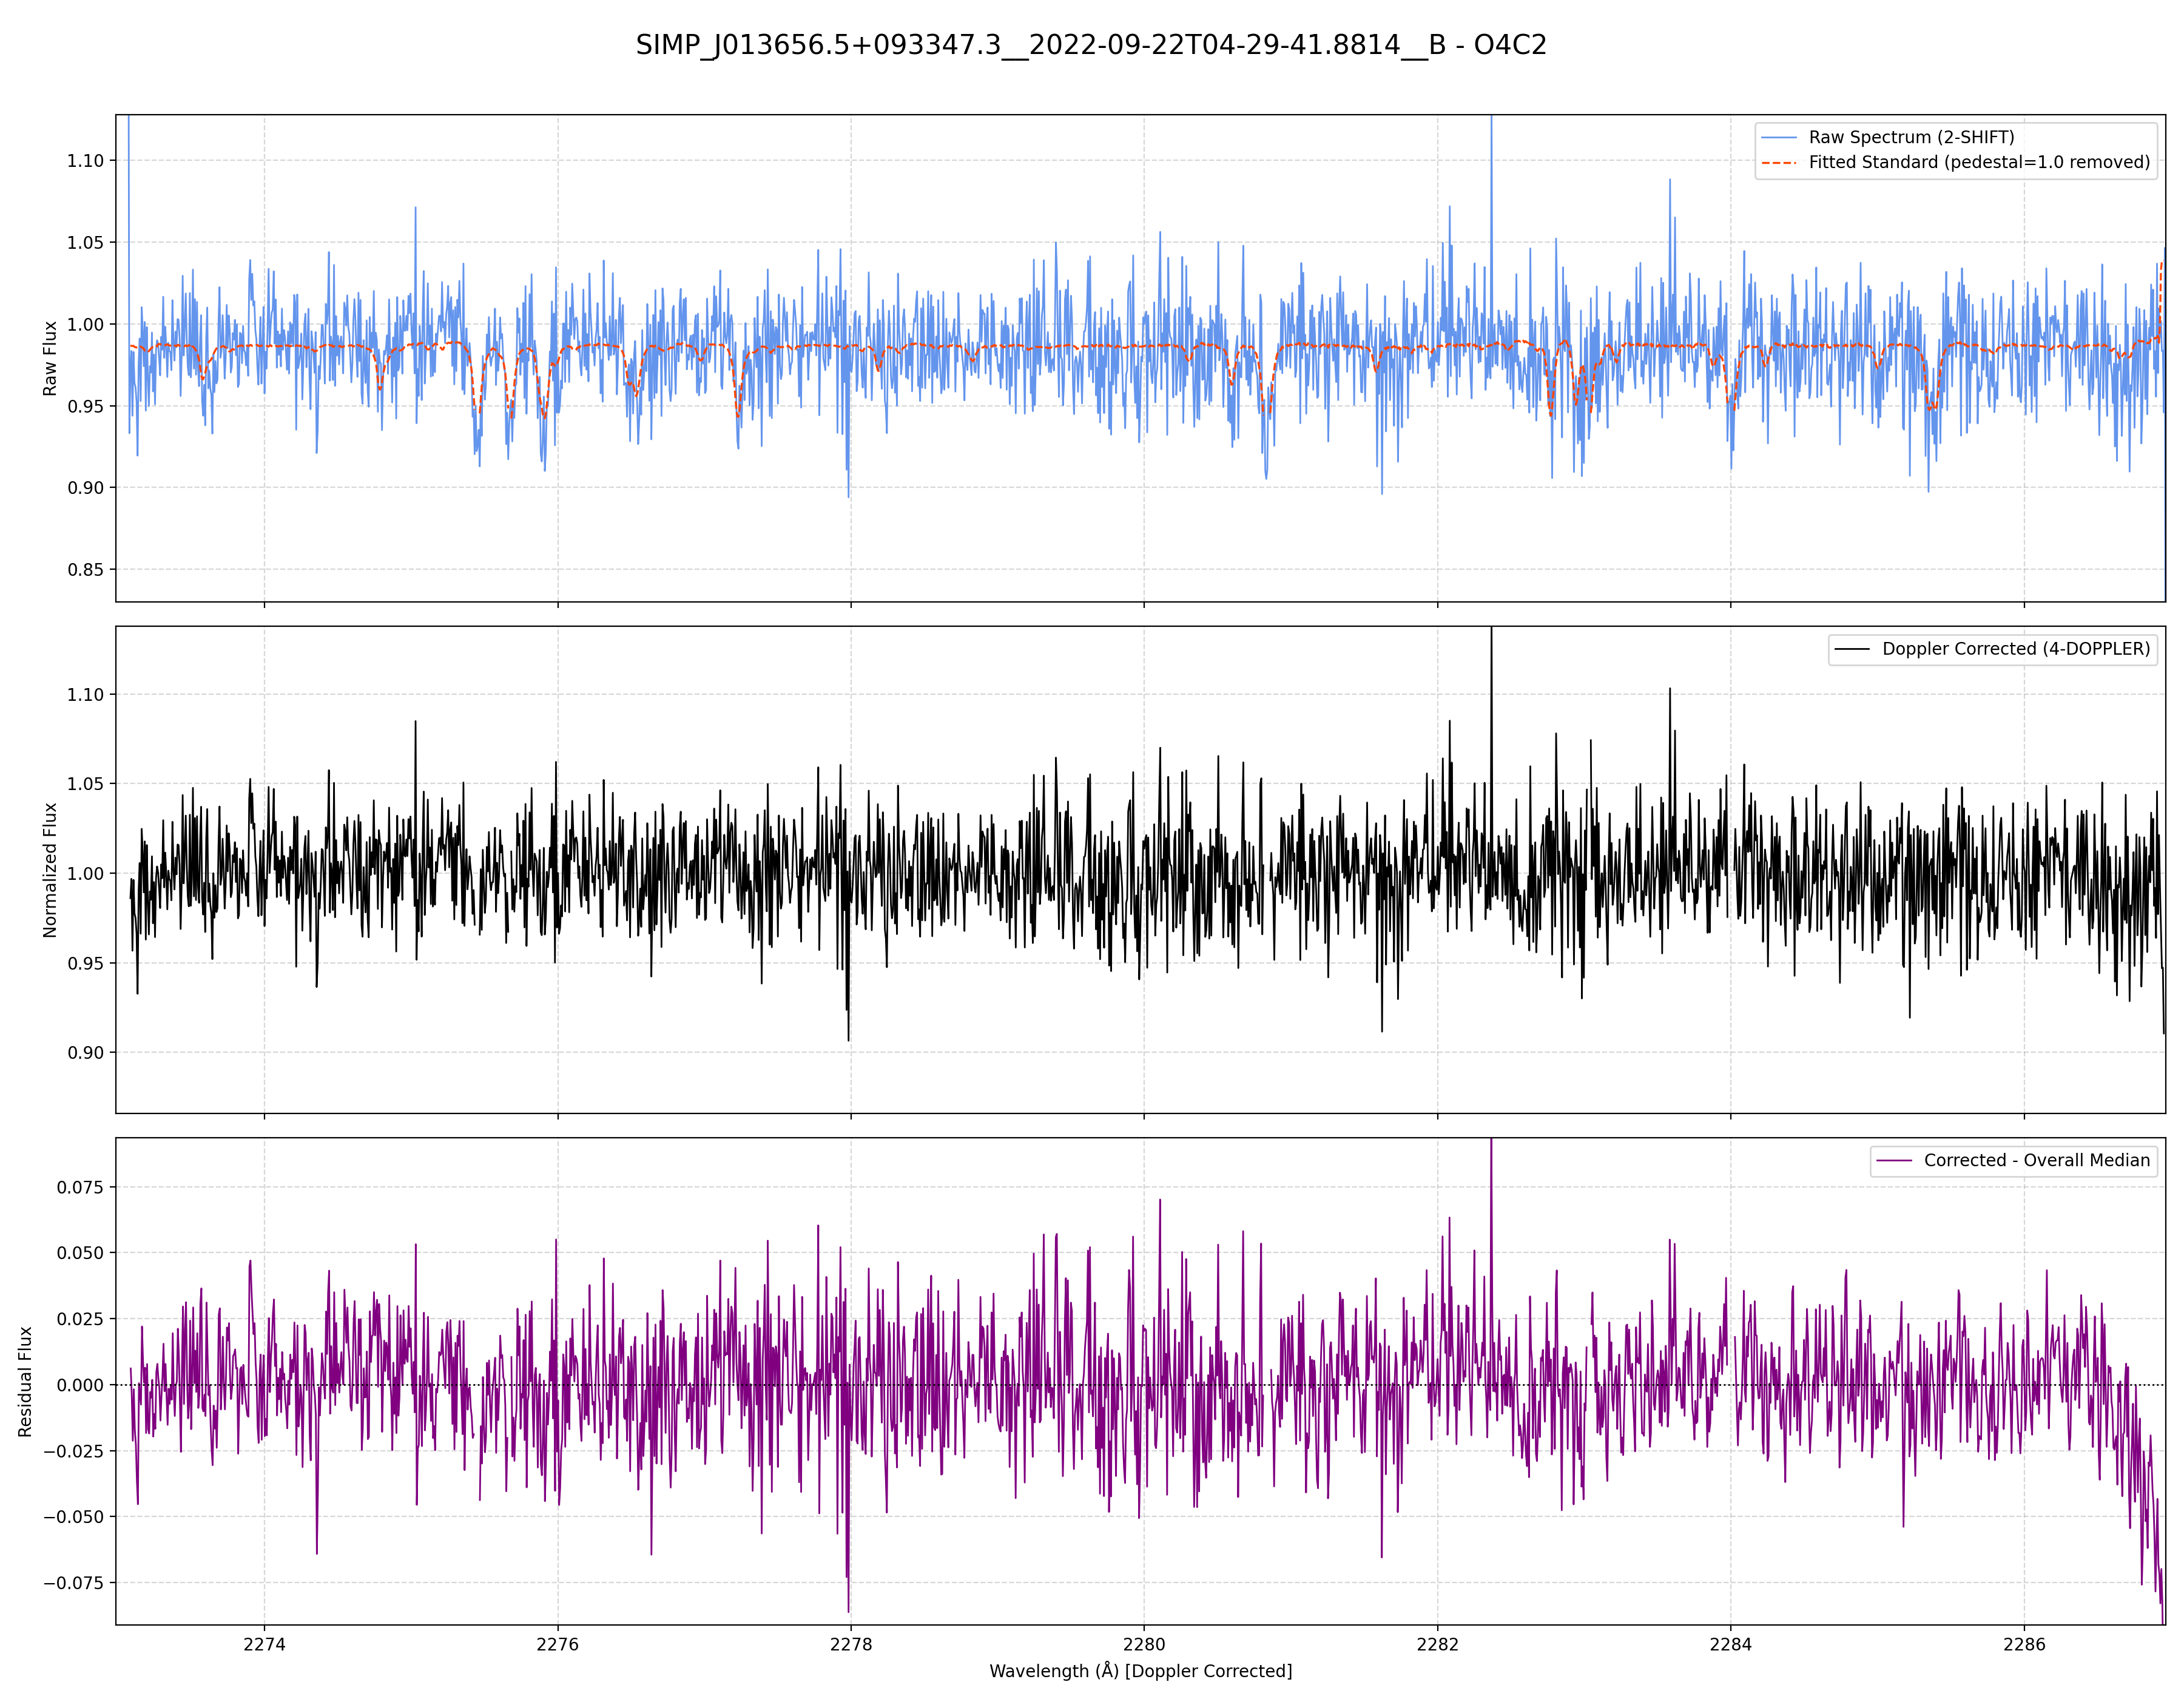 SIMP_J013656.5+093347.3__2022-09-22T04-29-41.8814__B - O4C2
Raw Spectrum (2-SHIFT)
Fitted Standard (pedestal=1.0 removed)
Raw Flux
1.10
1.05
1.00
0.95
0.90
0.85
Doppler Corrected (4-DOPPLER)
Normalized Flux
1.10
1.05
1.00
0.95
0.90
Corrected - Overall Median
Residual Flux
0.075
0.050
0.025
0.000
−0.025
−0.050
−0.075
2274 2276 2278 2280 2282 2284 2286
Wavelength (Å) [Doppler Corrected]